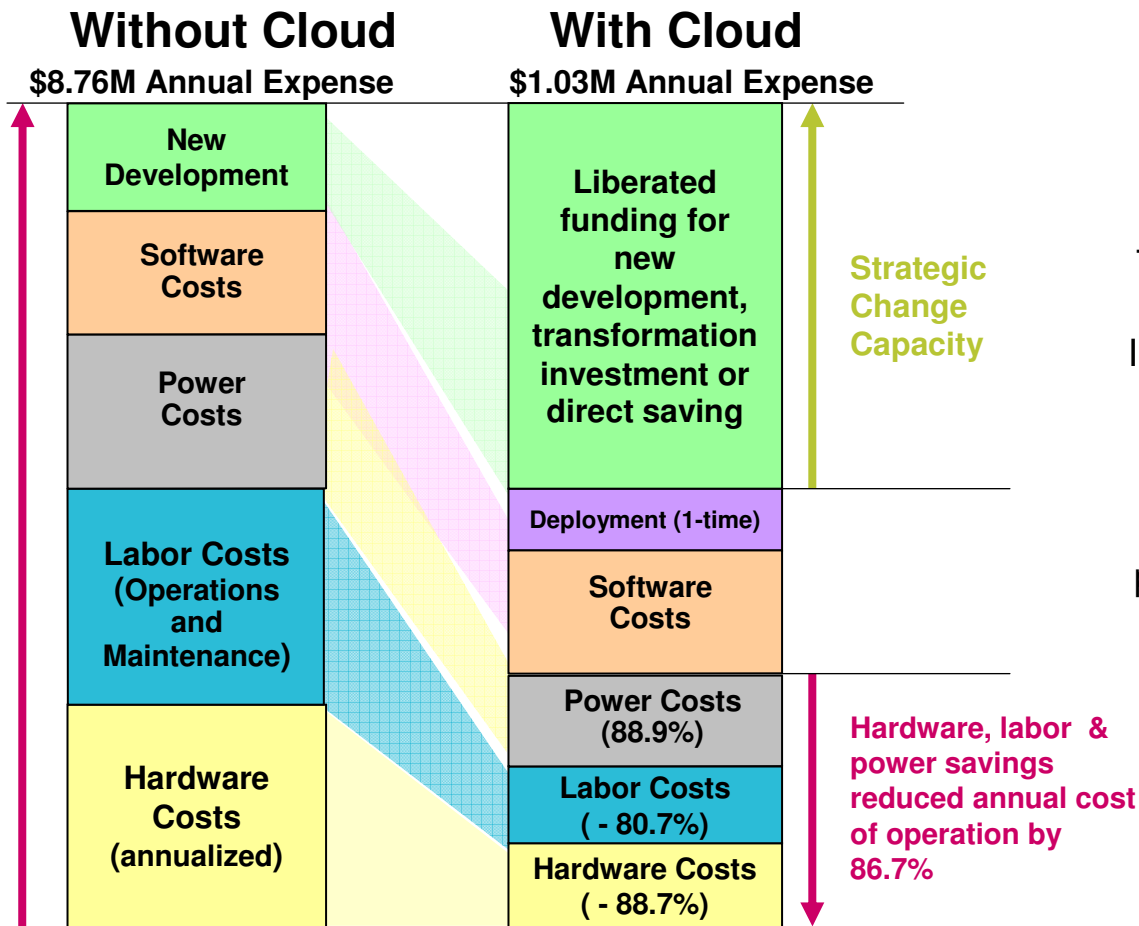 Without Cloud
With Cloud
$8.76M Annual Expense
$1.03M Annual Expense
New
Development
Software
Costs
Power
Costs
Labor Costs
(Operations
and
Maintenance)
Hardware
Costs
(annualized)
Liberated
funding for
new
development,
transformation
investment or
direct saving
Deployment (1-time)
Software
Costs
Power Costs
(88.9%)
Labor Costs
( - 80.7%)
Hardware Costs
( - 88.7%)
Strategic
Change
Capacity
Hardware, labor &
power savings
reduced annual cost
of operation by
86.7%